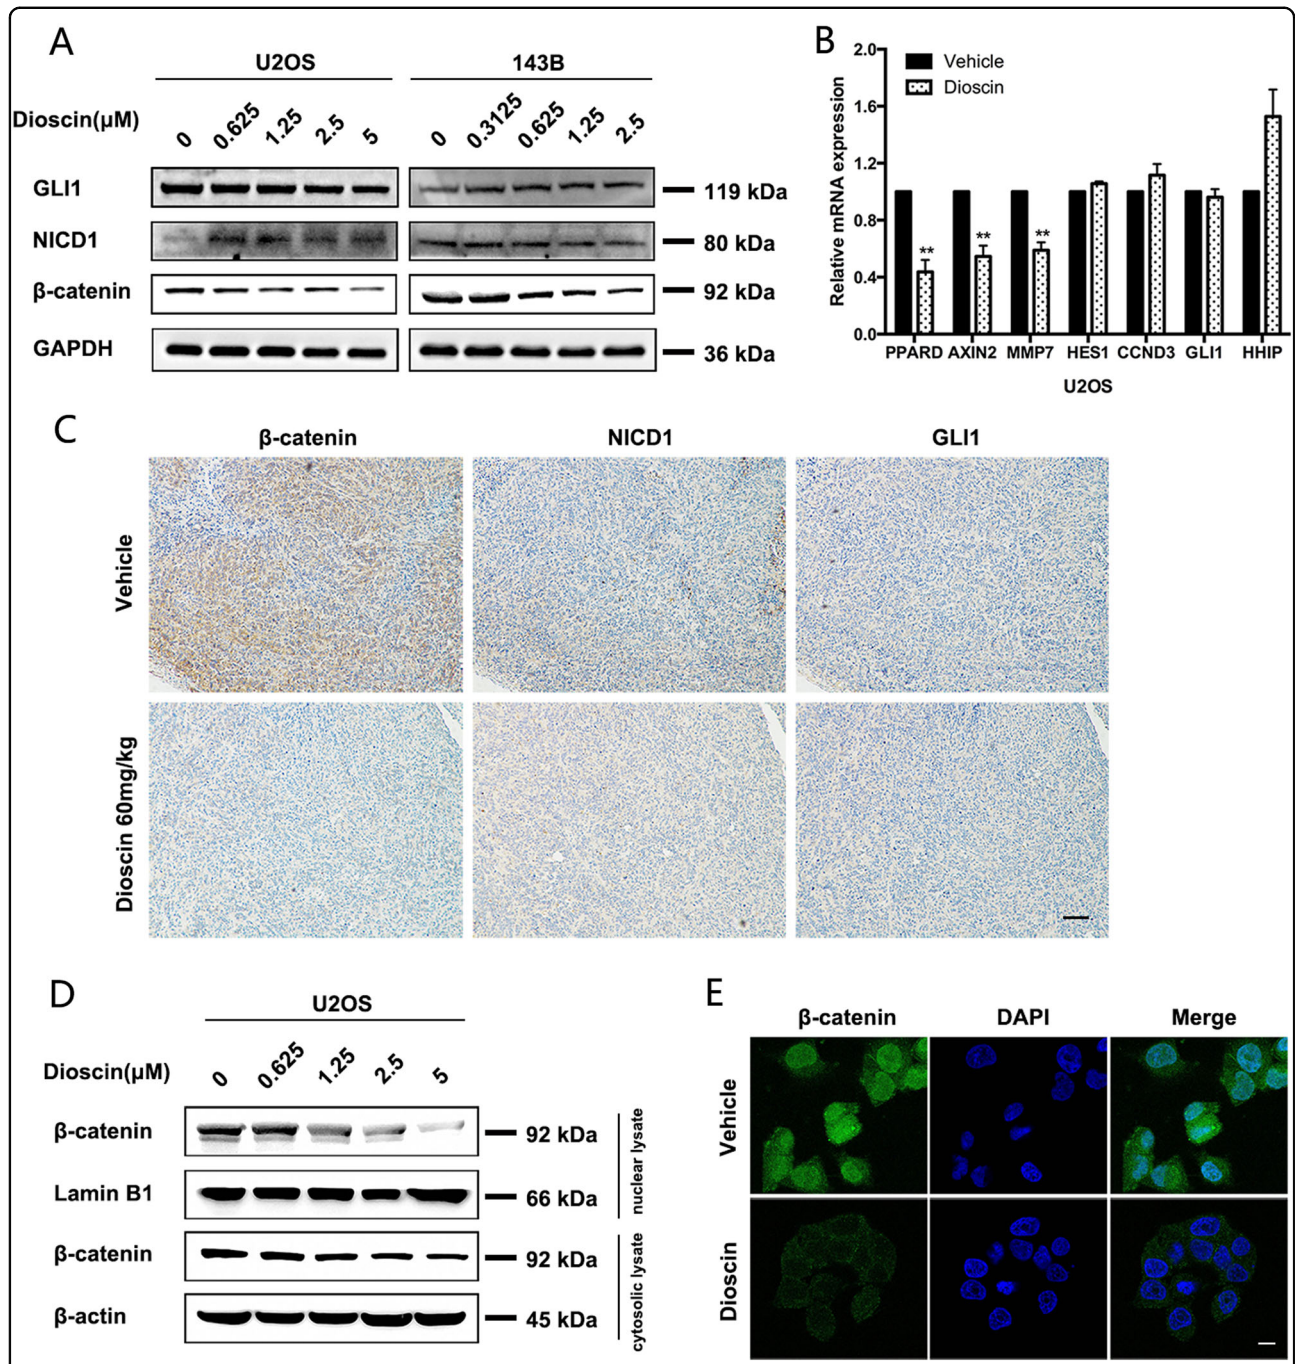 A
U2OS
143B
Dioscin(μM)
0 0.625 1.25 2.5 5
0 0.3125 0.625 1.25 2.5
GLI1
119 kDa
NICD1
80 kDa
β-catenin
92 kDa
GAPDH
36 kDa
B
Vehicle
Dioscin
Relative mRNA expression
2.0
1.6
1.2
0.8
0.4
0.0
** ** **
PPARD AXIN2 MMP7 HES1 CCND3 GLI1 HHIP
U2OS
C
β-catenin NICD1 GLI1
Vehicle
Dioscin 60mg/kg
D
U2OS
Dioscin(μM)
0 0.625 1.25 2.5 5
β-catenin
92 kDa
Lamin B1
66 kDa
nuclear lysate
β-catenin
92 kDa
β-actin
45 kDa
cytosolic lysate
E
β-catenin DAPI Merge
Vehicle
Dioscin